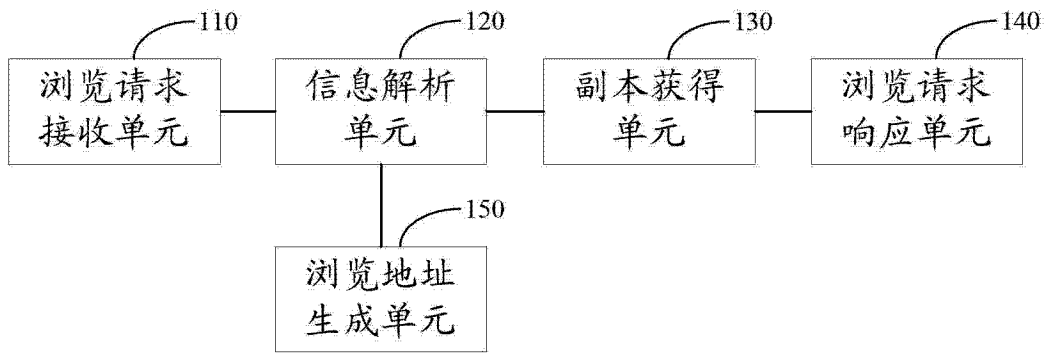 110
120
130
140
浏览请求
接收单元
信息解析
单元
副本获得
单元
浏览请求
响应单元
150
浏览地址
生成单元